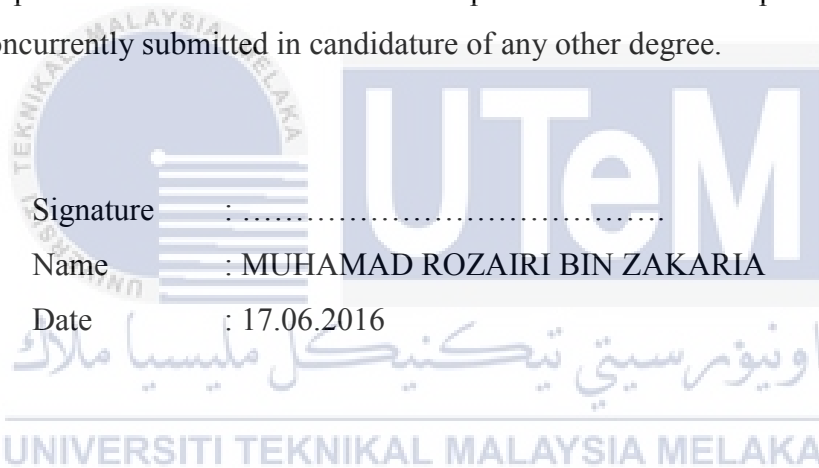 oncurrently submitted in candidature of any other degree.
UTeM
Signature : ………………………………….
Name : MUHAMAD ROZAIRI BIN ZAKARIA
Date : 17.06.2016
اونيۏرسيتي تيكنيكل مليسيا ملاك
UNIVERSITI TEKNIKAL MALAYSIA MELAKA